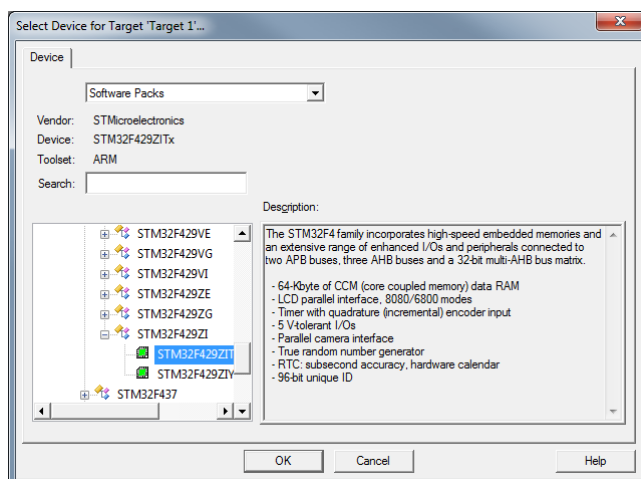 Select Device for Target 'Target 1'...
Device
Software Packs
Vendor: STMicroelectronics
Device: STM32F429ZITx
Toolset: ARM
Search:
Description:
STM32F429VE
STM32F429VG
STM32F429VI
STM32F429ZE
STM32F429ZG
STM32F429ZI
STM32F429ZIT
STM32F429ZIY
STM32F437
The STM32F4 family incorporates high-speed embedded memories and
an extensive range of enhanced I/Os and peripherals connected to
two APB buses, three AHB buses and a 32-bit multi-AHB bus matrix.
- 64-Kbyte of CCM (core coupled memory) data RAM
- LCD parallel interface, 8080/6800 modes
- Timer with quadrature (incremental) encoder input
- 5 V-tolerant I/Os
- Parallel camera interface
- True random number generator
- RTC: subsecond accuracy, hardware calendar
- 96-bit unique ID
OK Cancel Help